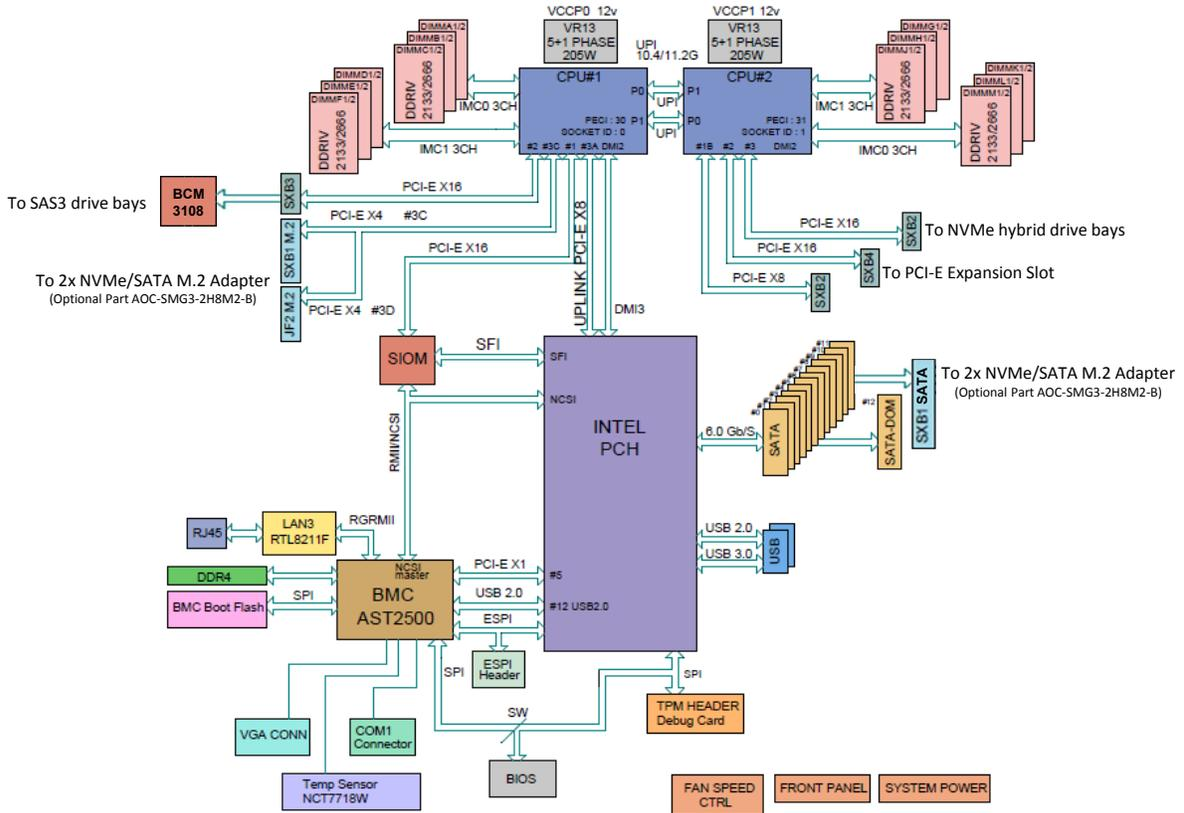 VCCP0 12v
VCCP1 12v
VR13
5+1 PHASE
205W
VR13
5+1 PHASE
205W
UPI
10.4/11.2G
DIMMA1/2
DIMMB1/2
DIMMC1/2
DDRIV
2133/2666
DIMMD1/2
DIMME1/2
DIMMF1/2
DDRIV
2133/2666
IMC0 3CH
IMC1 3CH
CPU#1
P0
P1
PECI : 30
SOCKET ID : 0
#2 #3C #1 #3A DMI2
UPI
UPI
CPU#2
P1
P0
PECI : 31
SOCKET ID : 1
#1B #2 #3 DMI2
DIMMG1/2
DIMMH1/2
DIMMJ1/2
DDRIV
2133/2666
DIMMK1/2
DIMML1/2
DIMMM1/2
DDRIV
2133/2666
IMC1 3CH
IMC0 3CH
To SAS3 drive bays
BCM
3108
SXB3
PCI-E X16
PCI-E X4 #3C
SXB1 M.2
PCI-E X16
To 2x NVMe/SATA M.2 Adapter
(Optional Part AOC-SMG3-2H8M2-B)
JF2 M.2
PCI-E X4 #3D
UPLINK PCI-E X8
DMI3
PCI-E X16
SXB2
To NVMe hybrid drive bays
PCI-E X16
SXB4
To PCI-E Expansion Slot
PCI-E X8
SXB2
SIOM
SFI
SFI
NCSI
RMII/NCSI
INTEL
PCH
6.0 Gb/S
#0
SATA
#11
#12
SATA-DOM
SXB1 SATA
To 2x NVMe/SATA M.2 Adapter
(Optional Part AOC-SMG3-2H8M2-B)
USB 2.0
USB 3.0
USB
RJ45
LAN3
RTL8211F
RGRMII
DDR4
BMC Boot Flash
SPI
NCSI
master
BMC
AST2500
PCI-E X1
#5
USB 2.0
#12 USB2.0
ESPI
ESPI
Header
SPI
SPI
TPM HEADER
Debug Card
SW
BIOS
VGA CONN
COM1
Connector
Temp Sensor
NCT7718W
FAN SPEED
CTRL
FRONT PANEL
SYSTEM POWER